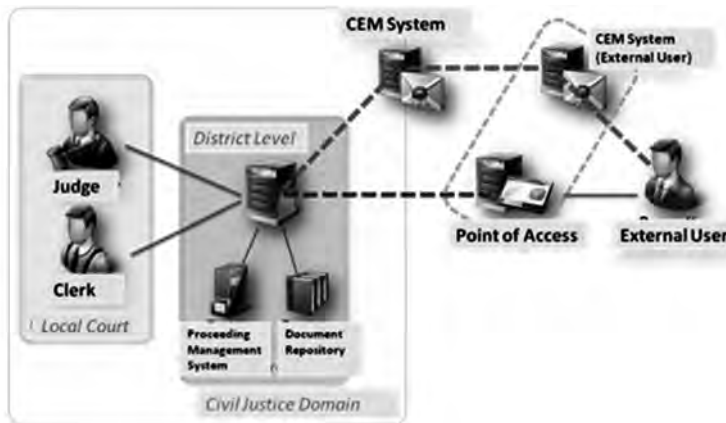 CEM System
CEM System
(External User)
District Level
Judge
Clerk
Local Court
Proceeding
Management
System
Document
Repository
Point of Access
External User
Civil Justice Domain